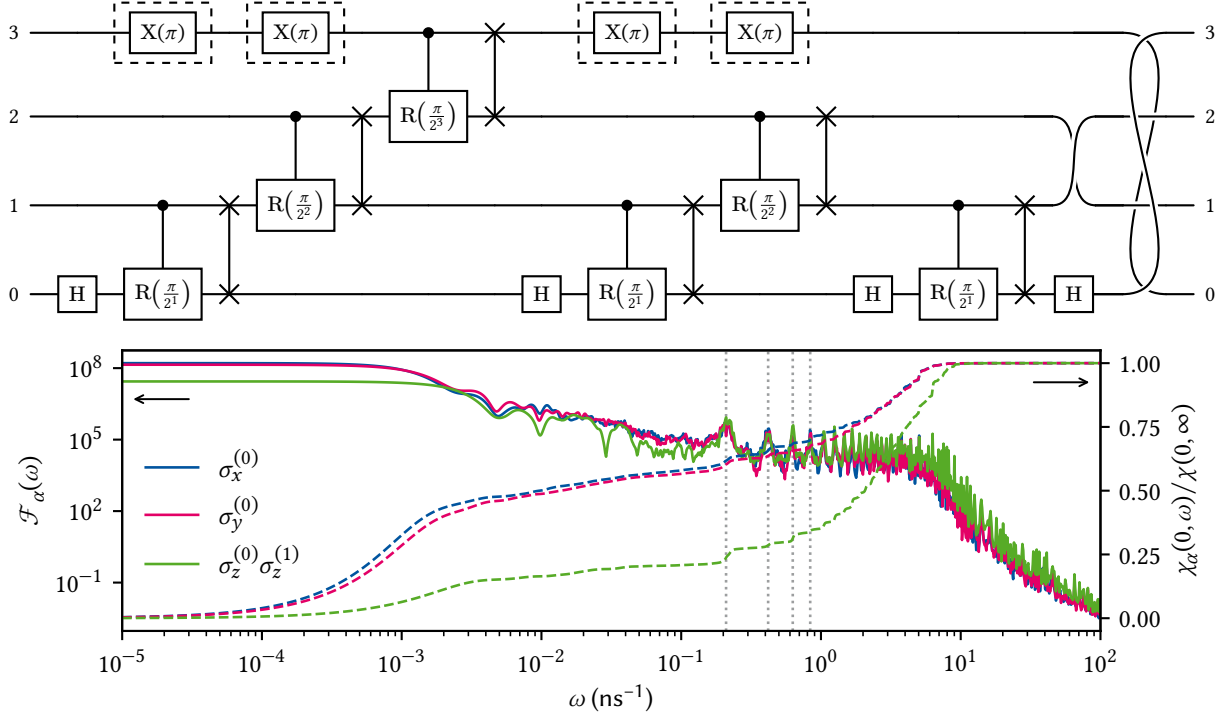 3 X(π) X(π) X(π) X(π) 3
2 R(π/2³) 2
1 R(π/2²) R(π/2²) 1
0 H R(π/2¹) H R(π/2¹) H R(π/2¹) H 0
10⁸
10⁵
10²
10⁻¹
ℱ_α(ω)
σ_x^(0)
σ_y^(0)
σ_z^(0) σ_z^(1)
1.00
0.75
0.50
0.25
0.00
χ_α(0, ω)/χ(0, ∞)
10⁻⁵ 10⁻⁴ 10⁻³ 10⁻² 10⁻¹ 10⁰ 10¹ 10²
ω (ns⁻¹)